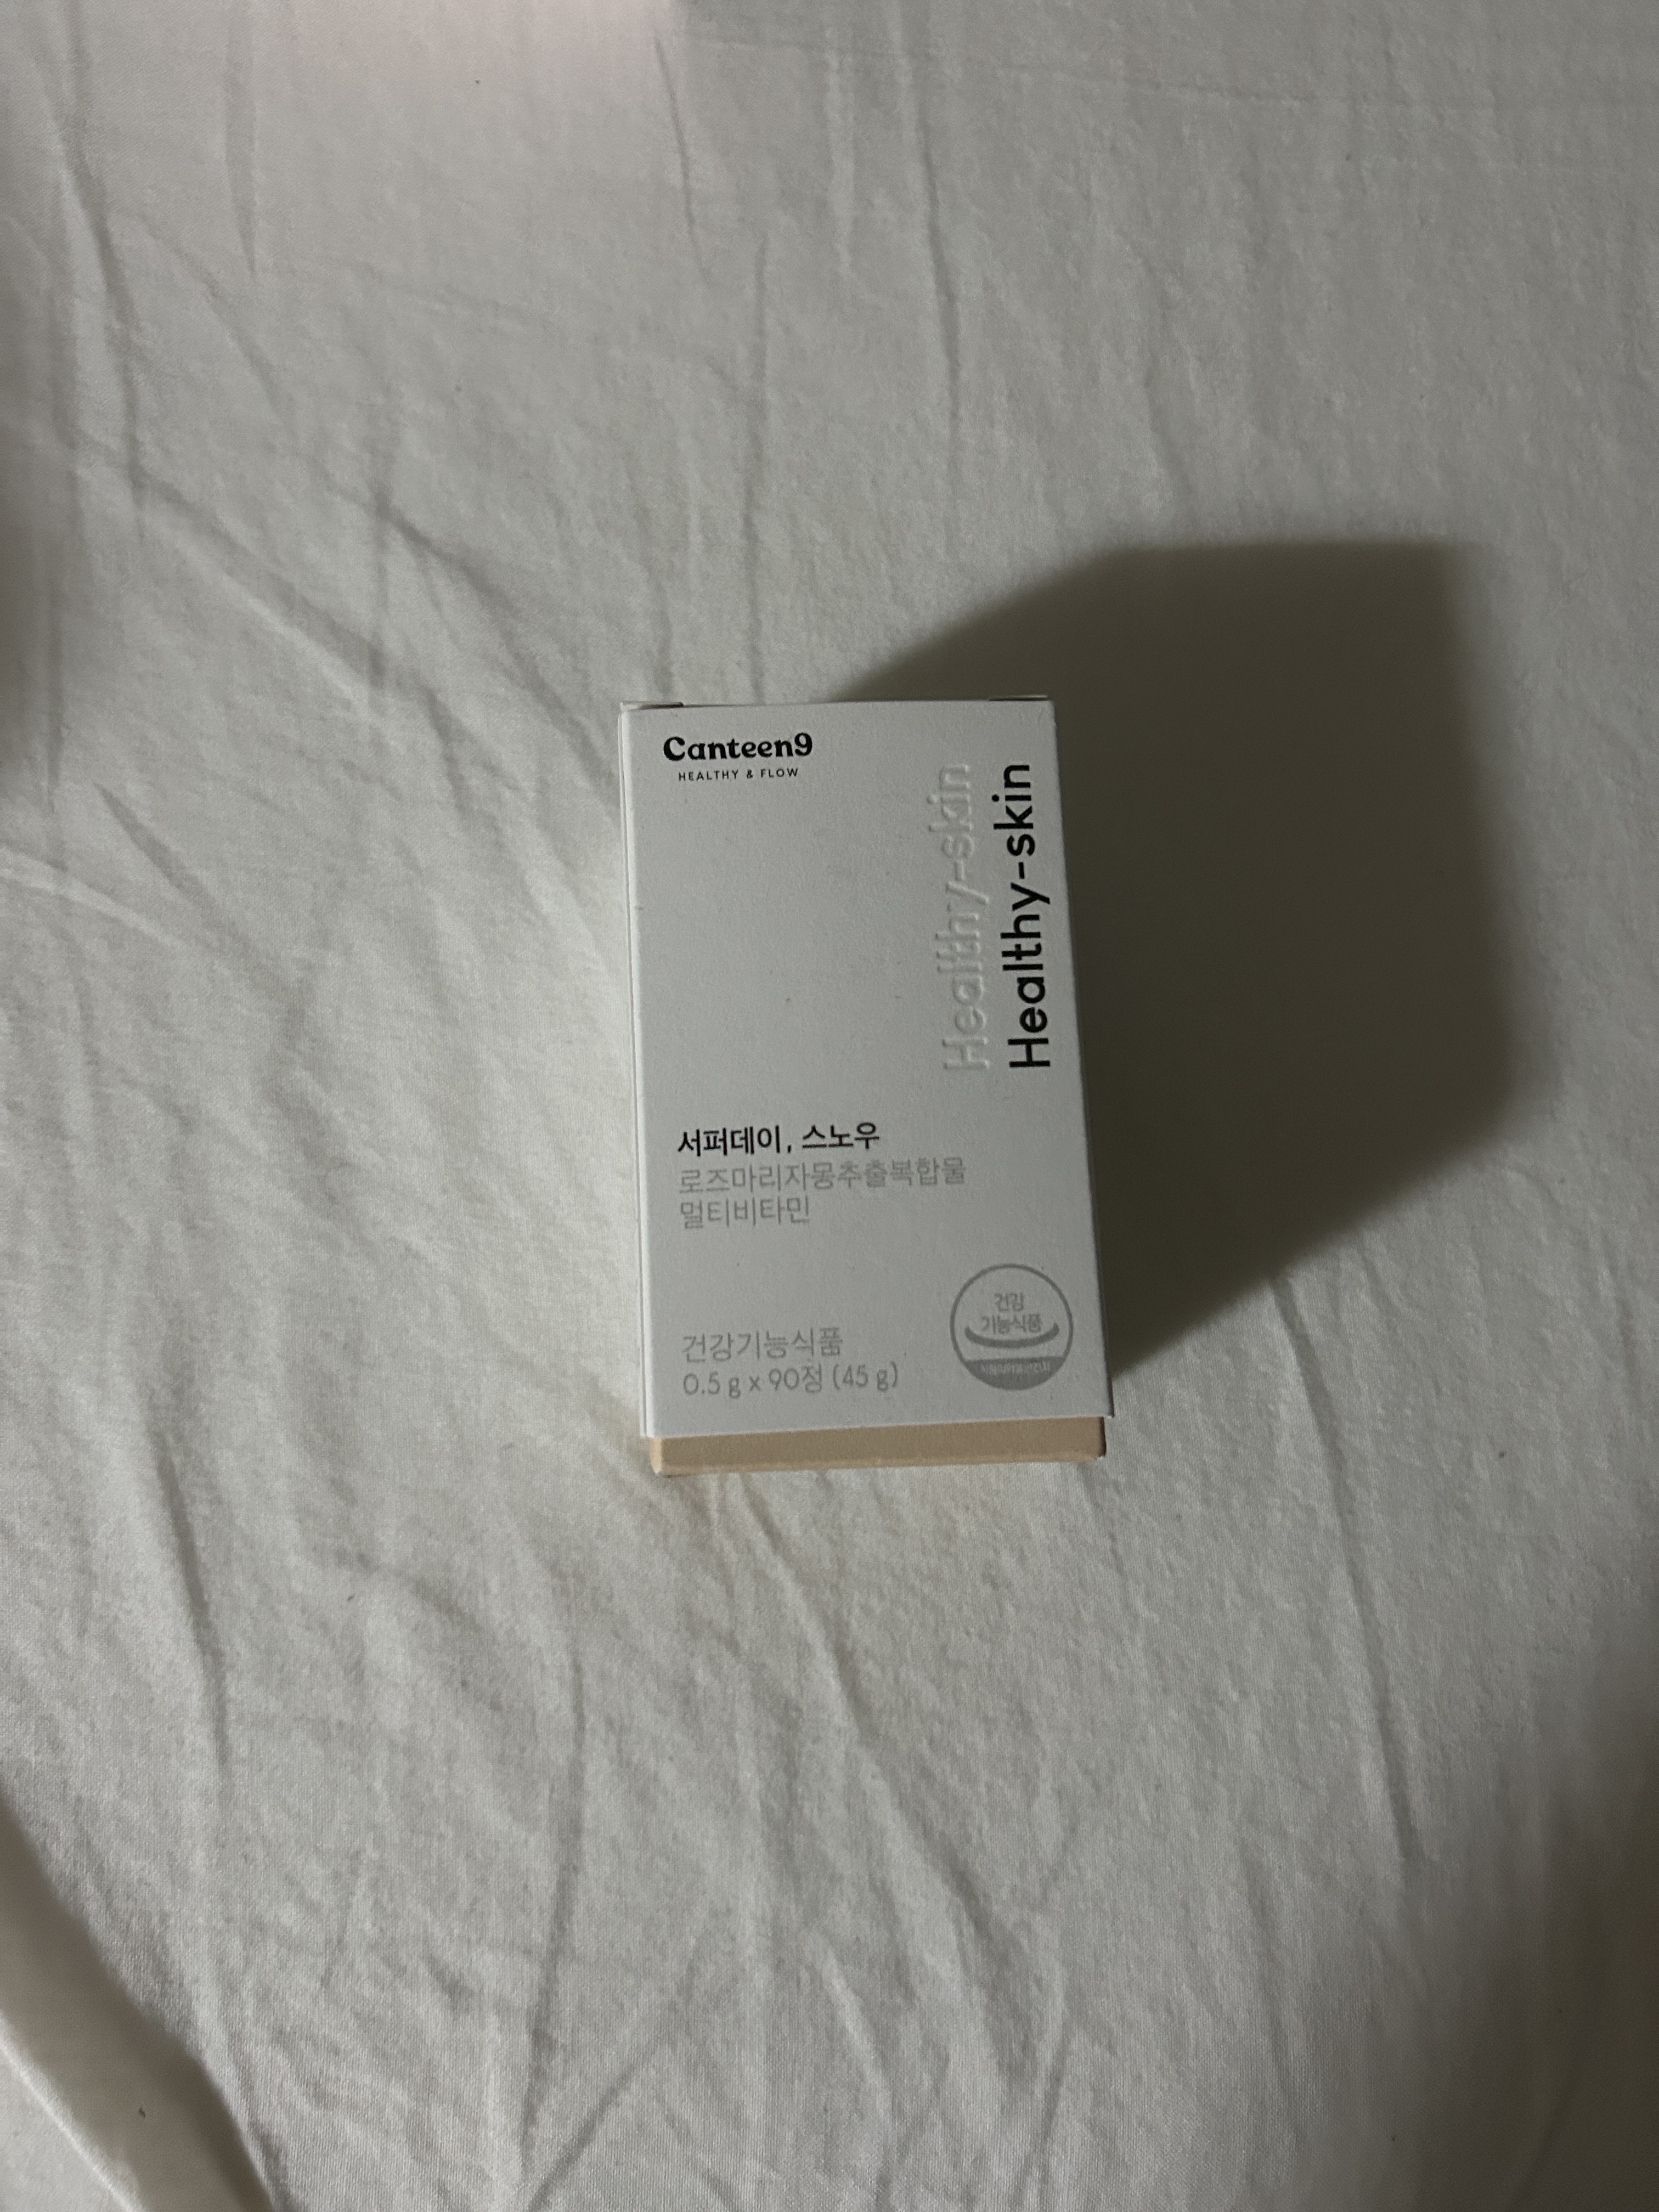 Canteen9
HEALTHY & FLOW
Healthy-skin
Healthy-skin
서퍼데이, 스노우
로즈마리자몽추출복합물
멀티비타민
건강기능식품
0.5 g x 90정 (45 g)
건강
기능식품